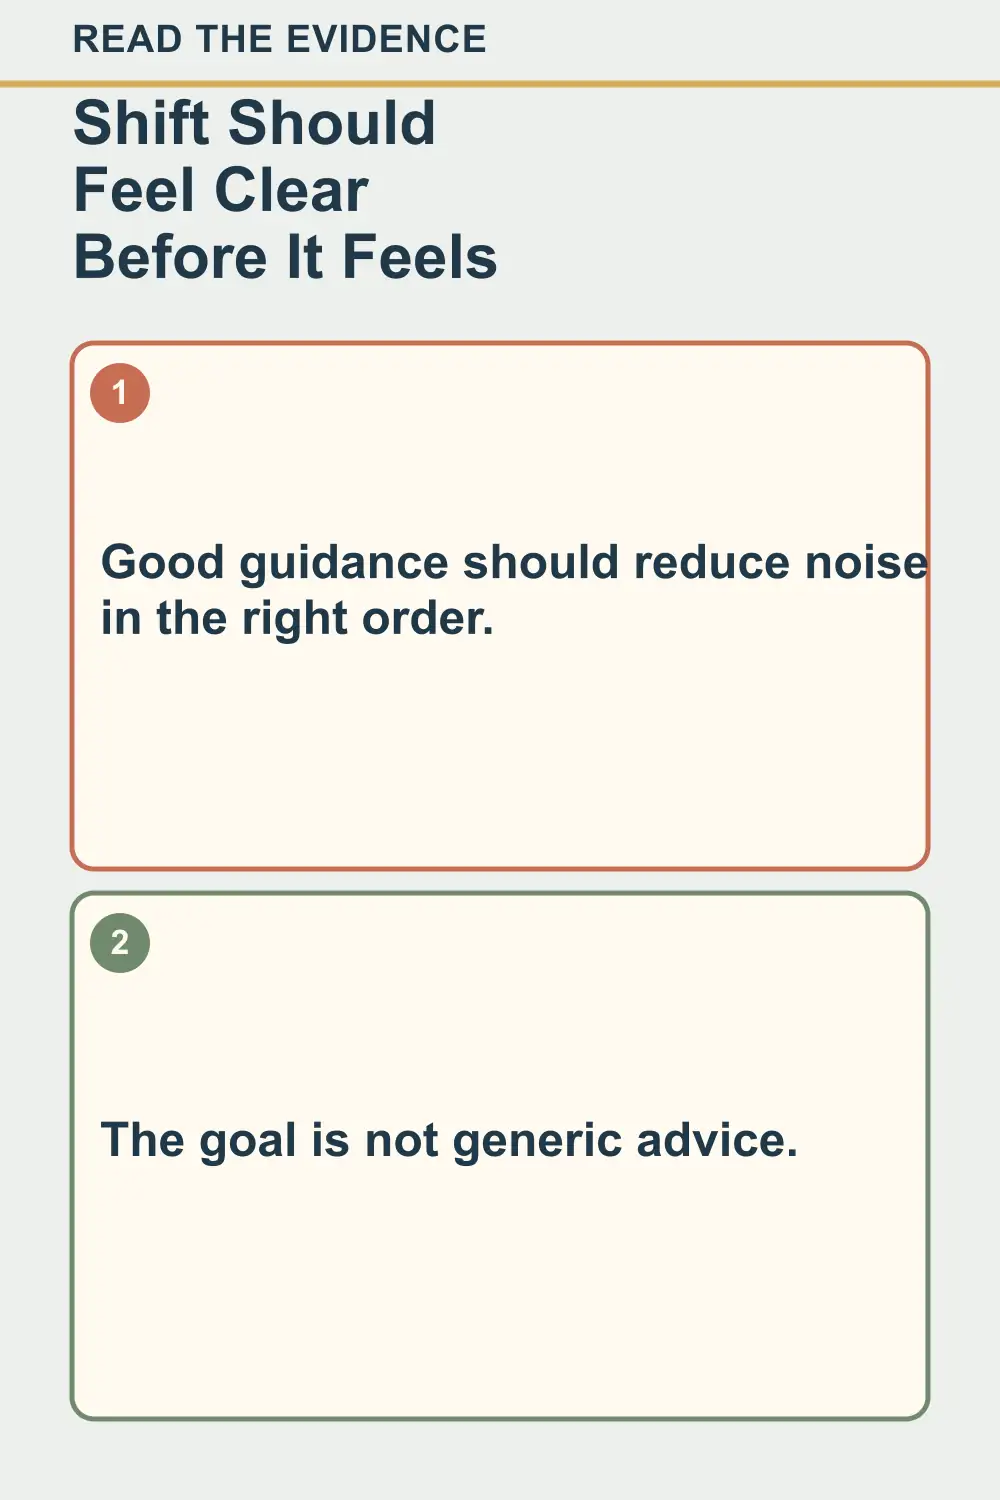 READ THE EVIDENCE
Shift Should
Feel Clear
Before It Feels
1
Good guidance should reduce noise
in the right order.
2
The goal is not generic advice.